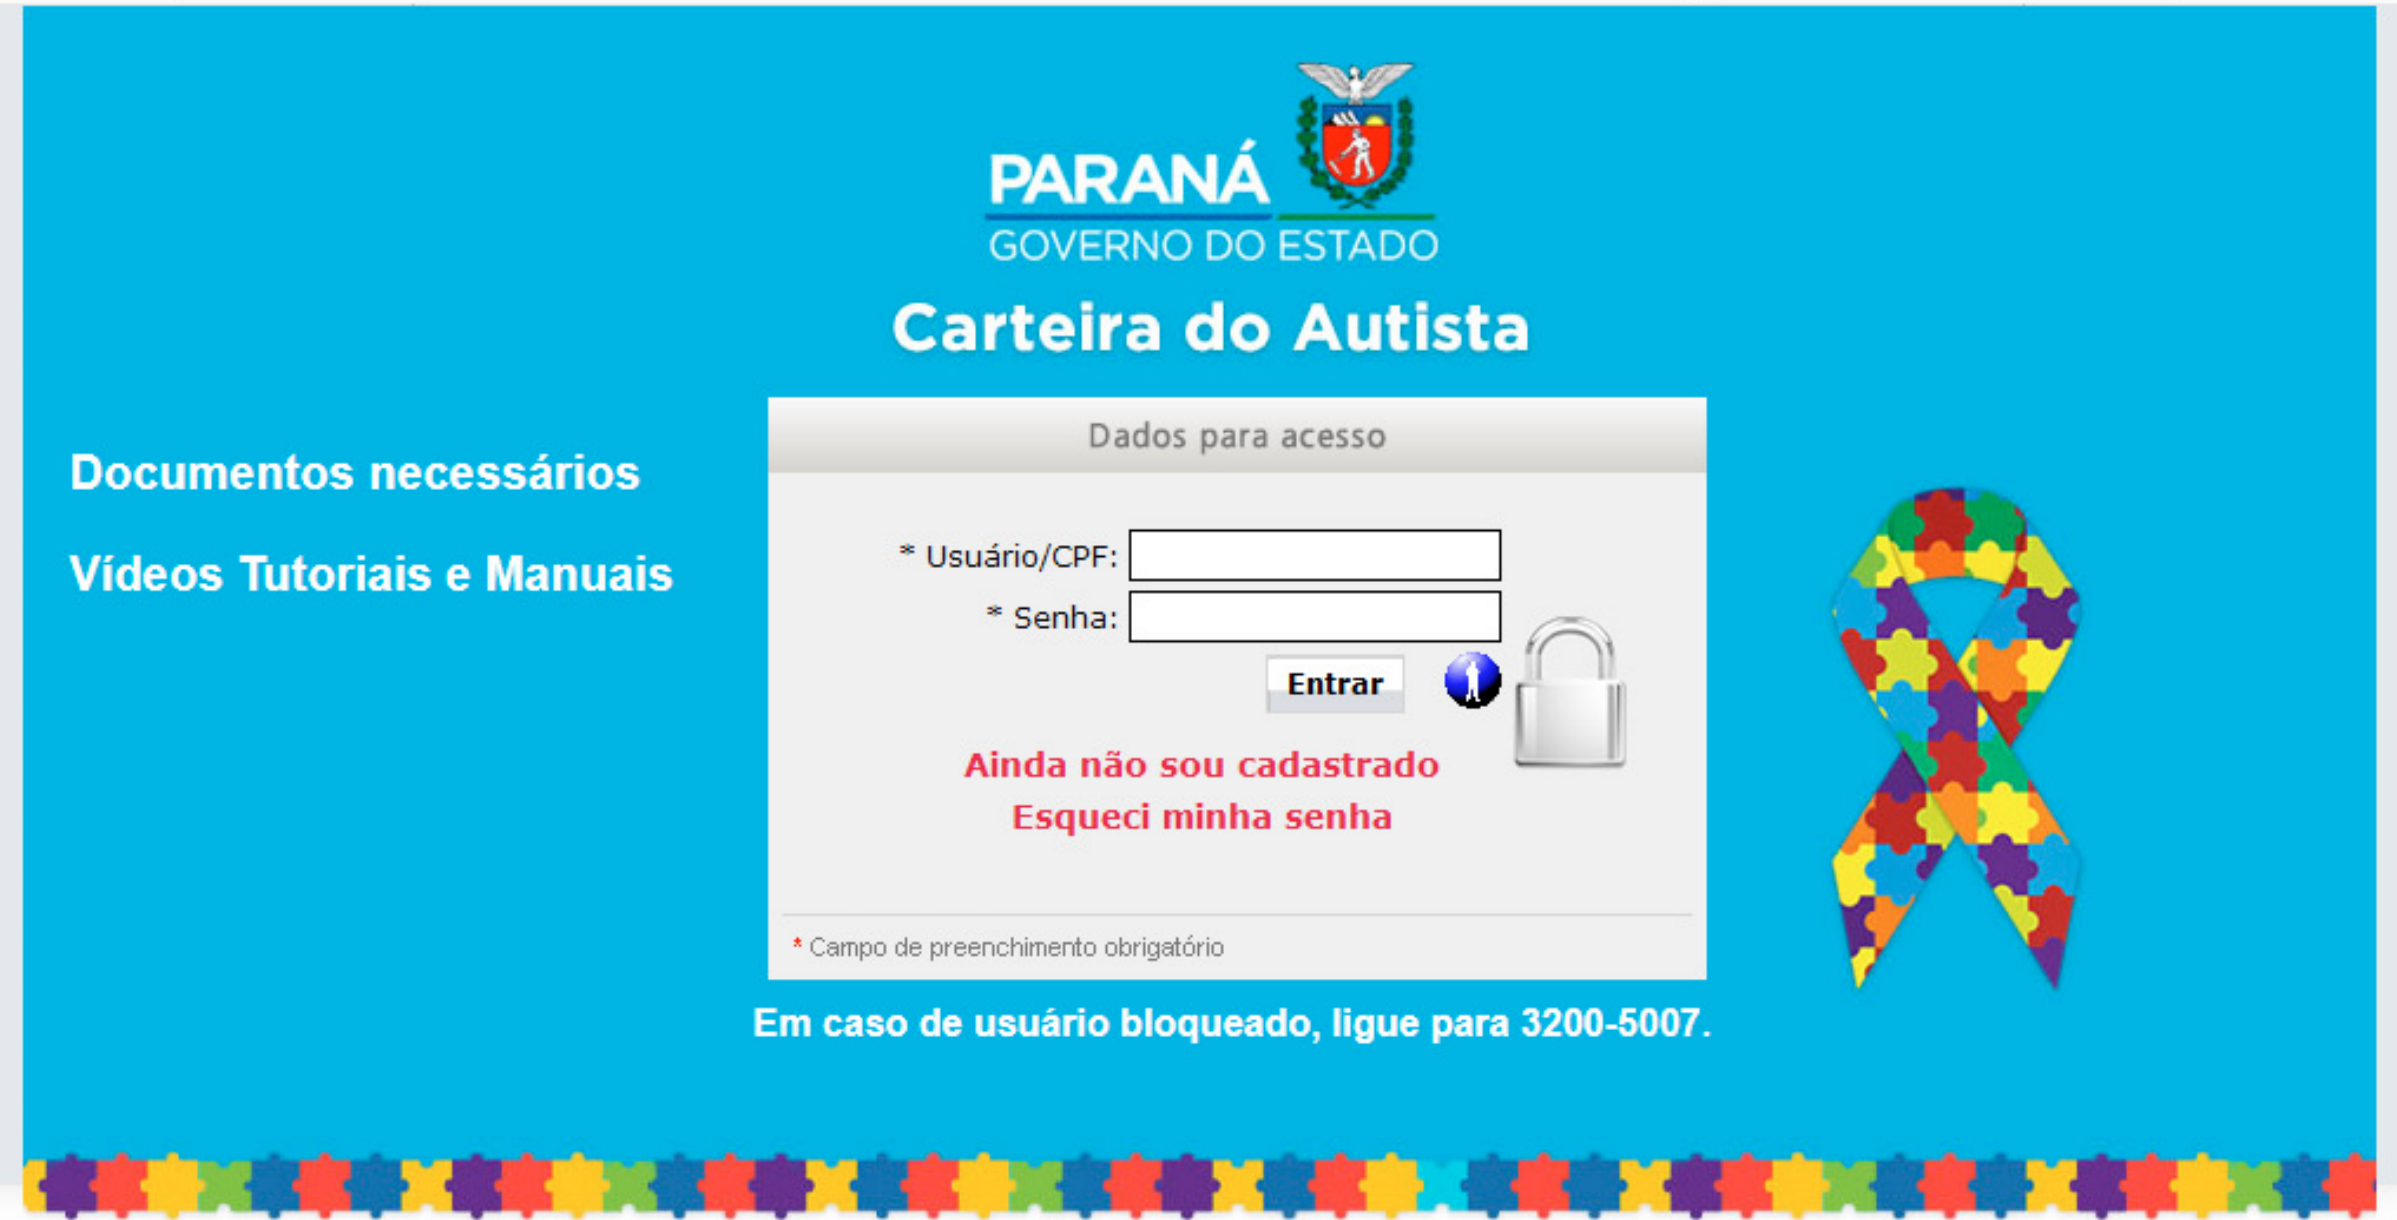 PARANÁ
GOVERNO DO ESTADO
Carteira do Autista
Documentos necessários
Vídeos Tutoriais e Manuais
Dados para acesso
* Usuário/CPF:
* Senha:
Entrar
Ainda não sou cadastrado
Esqueci minha senha
* Campo de preenchimento obrigatório
Em caso de usuário bloqueado, ligue para 3200-5007.